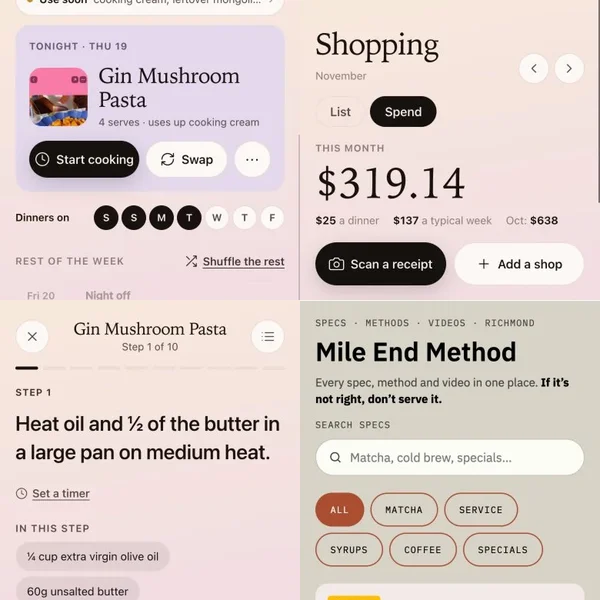 Use soon cooking cream, leftover mongoli...
TONIGHT · THU 19
Gin Mushroom
Pasta
4 serves · uses up cooking cream
Start cooking
Swap
...
Dinners on
S S M T W T F
REST OF THE WEEK
Shuffle the rest
Fri 20 Night off
Shopping
November
List
Spend
THIS MONTH
$319.14
$25 a dinner $137 a typical week Oct: $638
Scan a receipt
+ Add a shop
Gin Mushroom Pasta
Step 1 of 10
STEP 1
Heat oil and ½ of the butter in
a large pan on medium heat.
Set a timer
IN THIS STEP
¼ cup extra virgin olive oil
60g unsalted butter
SPECS · METHODS · VIDEOS · RICHMOND
Mile End Method
Every spec, method and video in one place. If it's
not right, don't serve it.
SEARCH SPECS
Matcha, cold brew, specials...
ALL
MATCHA
SERVICE
SYRUPS
COFFEE
SPECIALS